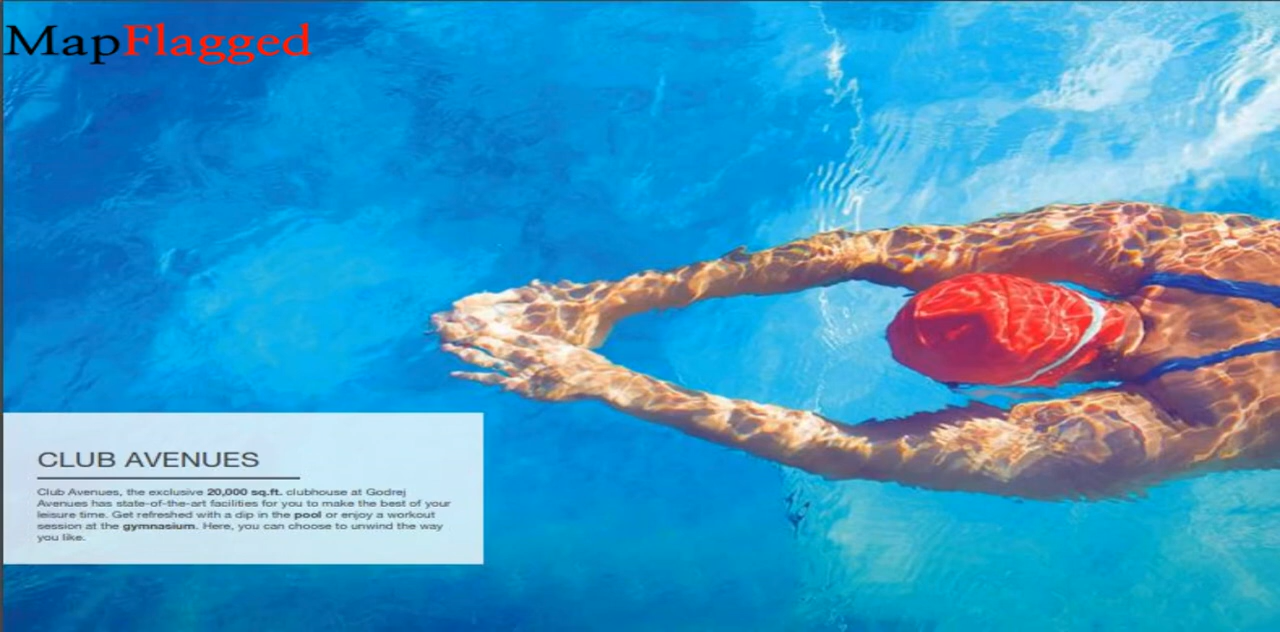 MapFlagged
CLUB AVENUES
Club Avenues, the exclusive 20,000 sq.ft. clubhouse at Godrej
Avenues has state-of-the-art facilities for you to make the best of your
leisure time. Get refreshed with a dip in the pool or enjoy a workout
session at the gymnasium. Here, you can choose to unwind the way
you like.